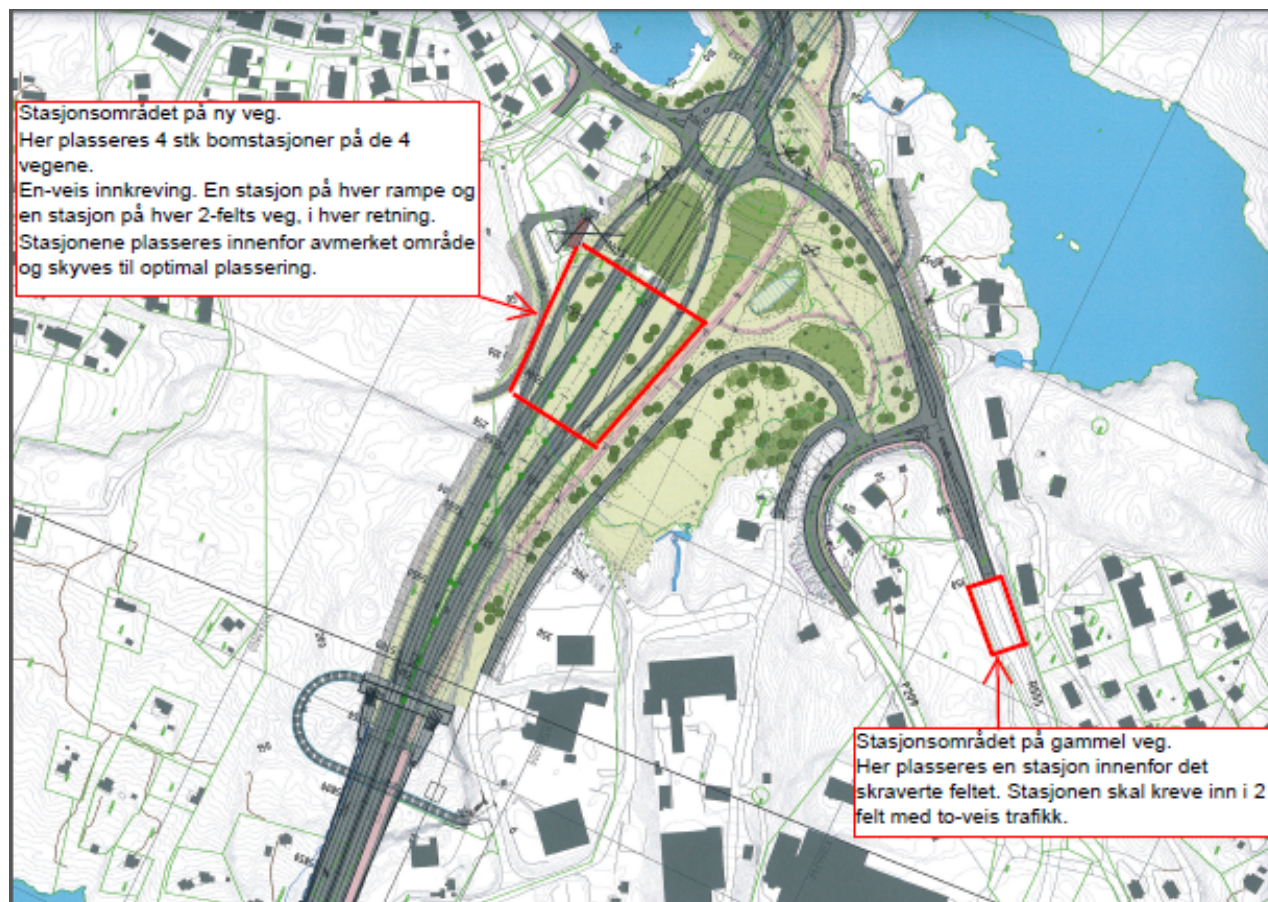 Stasjonsområdet på ny veg.
Her plasseres 4 stk bomstasjoner på de 4
vegene.
En-veis innkreving. En stasjon på hver rampe og
en stasjon på hver 2-felts veg, i hver retning.
Stasjonene plasseres innenfor avmerket område
og skyves til optimal plassering.
Stasjonsområdet på gammel veg.
Her plasseres en stasjon innenfor det
skraverte feltet. Stasjonen skal kreve inn i 2
felt med to-veis trafikk.